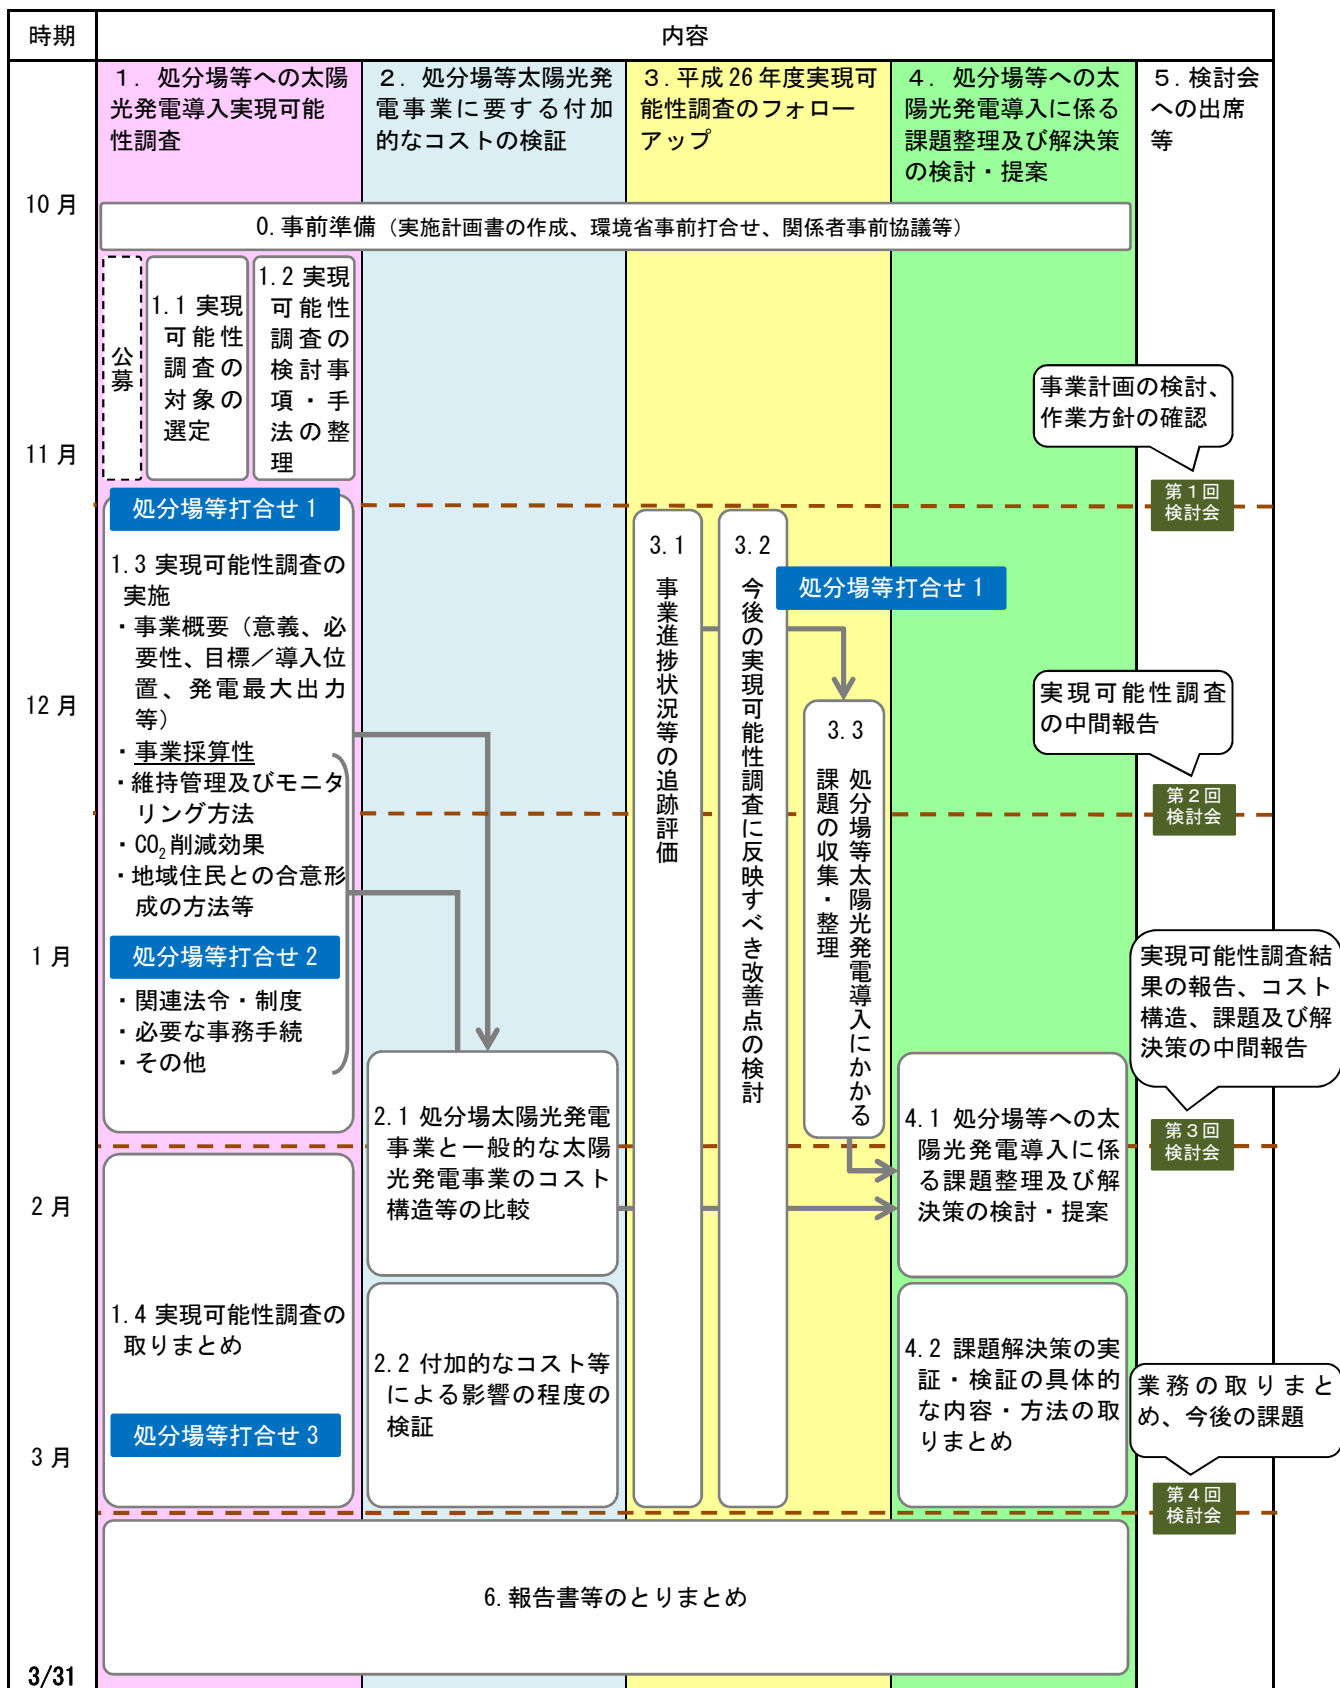 時期
内容
1. 処分場等への太陽
光発電導入実現可能
性調査
2. 処分場等太陽光発
電事業に要する付加
的なコストの検証
3. 平成26年度実現可
能性調査のフォロー
アップ
4. 処分場等への太
陽光発電導入に係る
課題整理及び解決策
の検討・提案
5. 検討会
への出席
等
10月
0. 事前準備（実施計画書の作成、環境省事前打合せ、関係者事前協議等）
公募
1.1 実現
可能性
調査の
対象の
選定
1.2 実現
可能性
調査の
検討事
項・手
法の整
理
事業計画の検討、
作業方針の確認
11月
第1回
検討会
処分場等打合せ1
1.3 実現可能性調査の
実施
・事業概要（意義、必
要性、目標／導入位
置、発電最大出力
等）
・事業採算性
・維持管理及びモニタ
リング方法
・CO2削減効果
・地域住民との合意形
成の方法等
処分場等打合せ2
・関連法令・制度
・必要な事務手続
・その他
3.1
事業進捗状況等の追跡評価
3.2
今後の実現可能性調査に反映すべき改善点の検討
処分場等打合せ1
3.3
処分場等太陽光発電導入にかかる
課題の収集・整理
12月
実現可能性調査
の中間報告
第2回
検討会
1月
実現可能性調査結
果の報告、コスト
構造、課題及び解
決策の中間報告
第3回
検討会
2.1 処分場太陽光発電
事業と一般的な太陽
光発電事業のコスト
構造等の比較
4.1 処分場等への太
陽光発電導入に係
る課題整理及び解
決策の検討・提案
2月
1.4 実現可能性調査の
取りまとめ
処分場等打合せ3
2.2 付加的なコスト等
による影響の程度の
検証
4.2 課題解決策の実
証・検証の具体的
な内容・方法の取
りまとめ
業務の取りまと
め、今後の課題
3月
第4回
検討会
6. 報告書等のとりまとめ
3/31